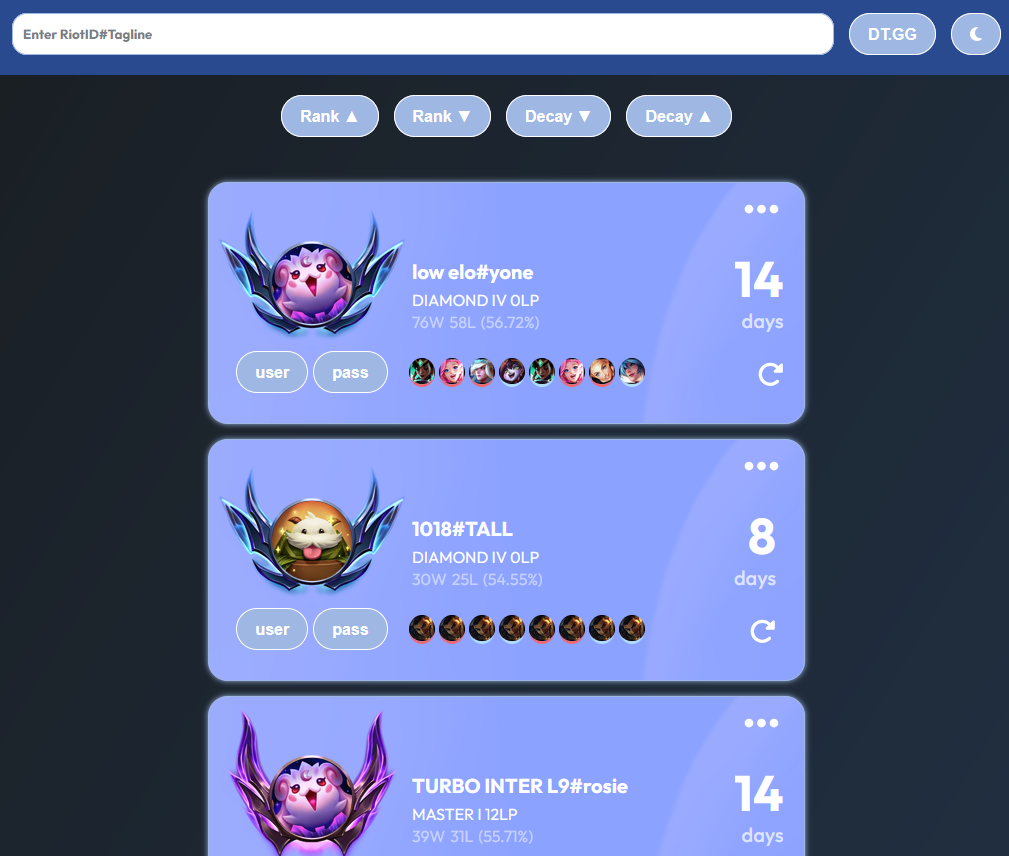 Enter RiotID#Tagline
DT.GG
Rank ▲
Rank ▼
Decay ▼
Decay ▲
low elo#yone
DIAMOND IV 0LP
76W 58L (56.72%)
14
days
user
pass
1018#TALL
DIAMOND IV 0LP
30W 25L (54.55%)
8
days
user
pass
TURBO INTER L9#rosie
MASTER I 12LP
39W 31L (55.71%)
14
days